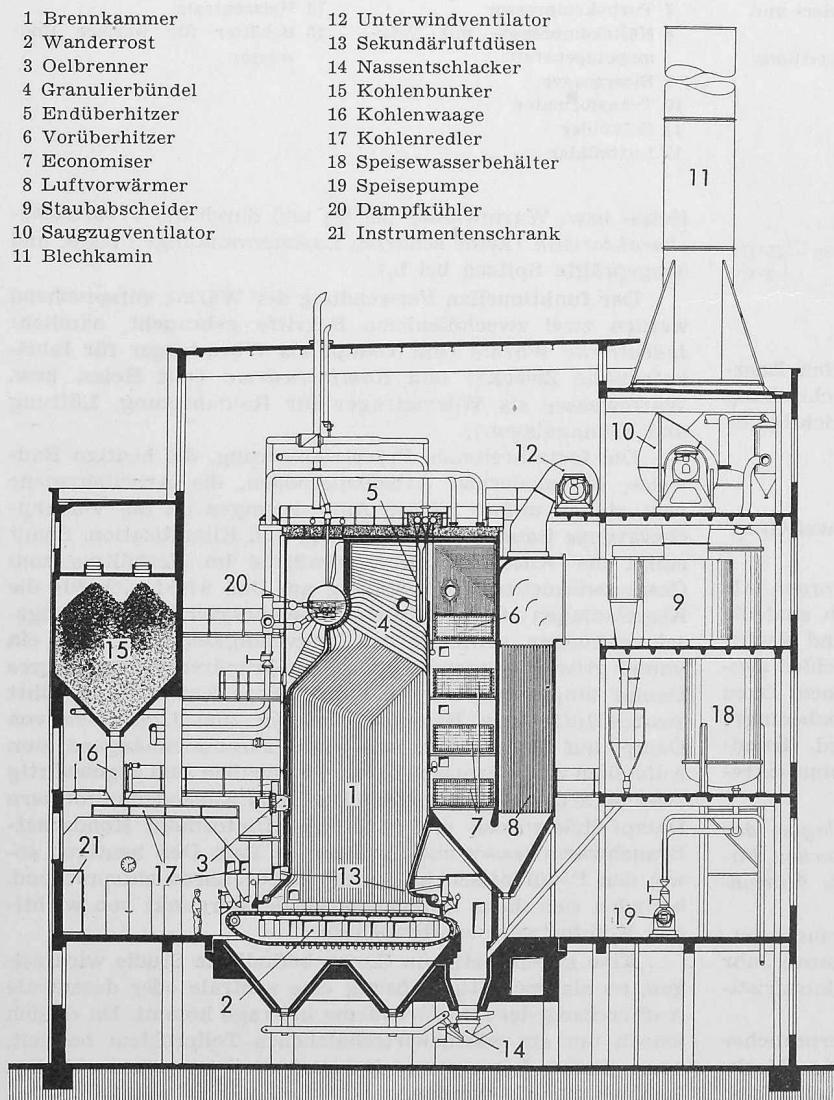 1 Brennkammer
2 Wanderrost
3 Oelbrenner
4 Granulierbündel
5 Endüberhitzer
6 Vorüberhitzer
7 Economiser
8 Luftvorwärmer
9 Staubabscheider
10 Saugzugventilator
11 Blechkamin
12 Unterwindventilator
13 Sekundärluftdüsen
14 Nassentschlacker
15 Kohlenbunker
16 Kohlenwaage
17 Kohlenredler
18 Speisewasserbehälter
19 Speisepumpe
20 Dampfkühler
21 Instrumentenschrank
11
10
12
5
20
4
6
9
15
18
16
1
7
8
21
17
3
13
19
2
14